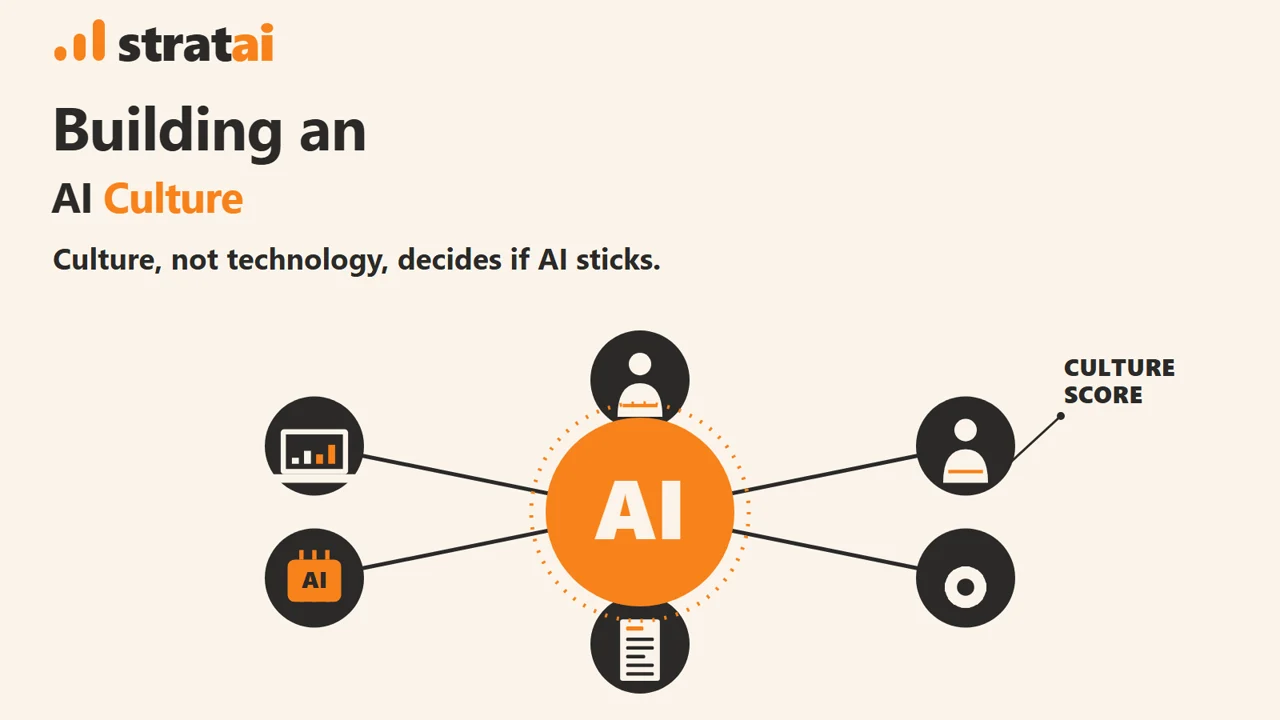 stratai
Building an
AI Culture
Culture, not technology, decides if AI sticks.
CULTURE
SCORE
AI
AI